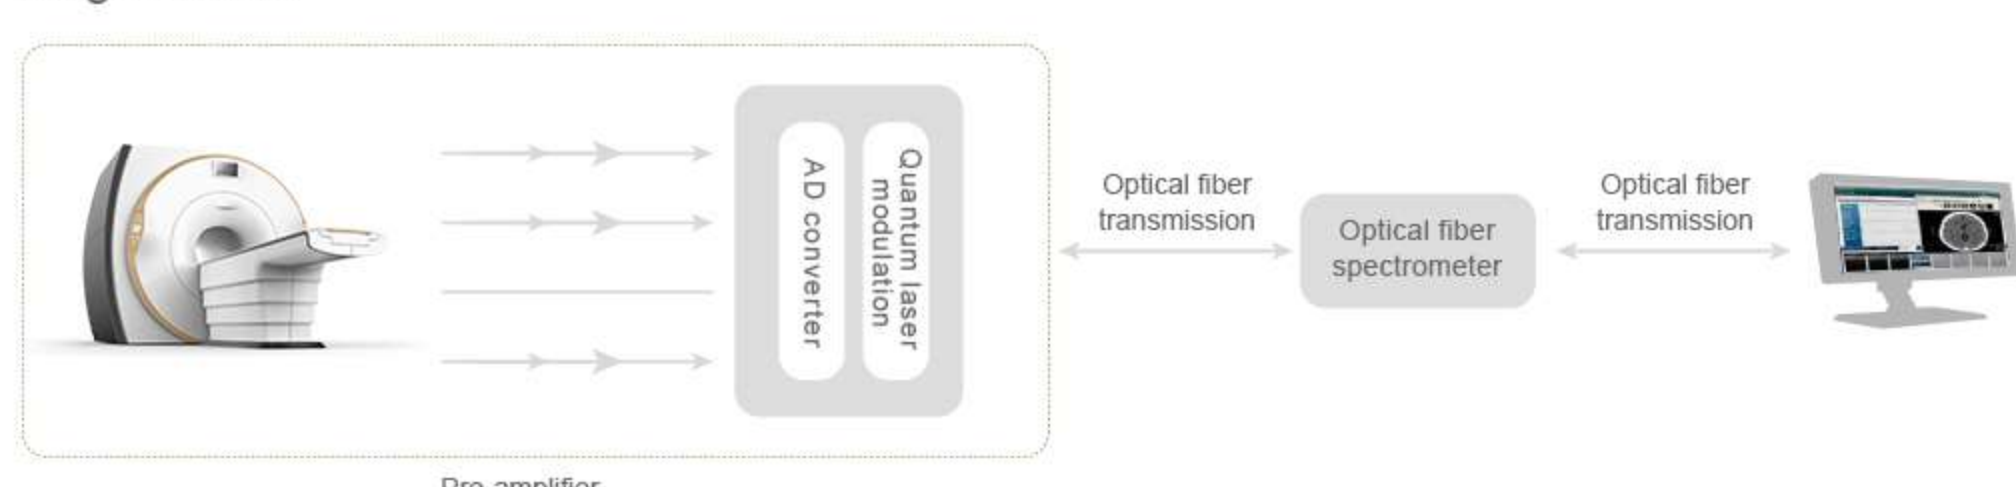 AD converter
Quantum laser
modulation
Optical fiber
transmission
Optical fiber
spectrometer
Optical fiber
transmission
Pre-amplifier